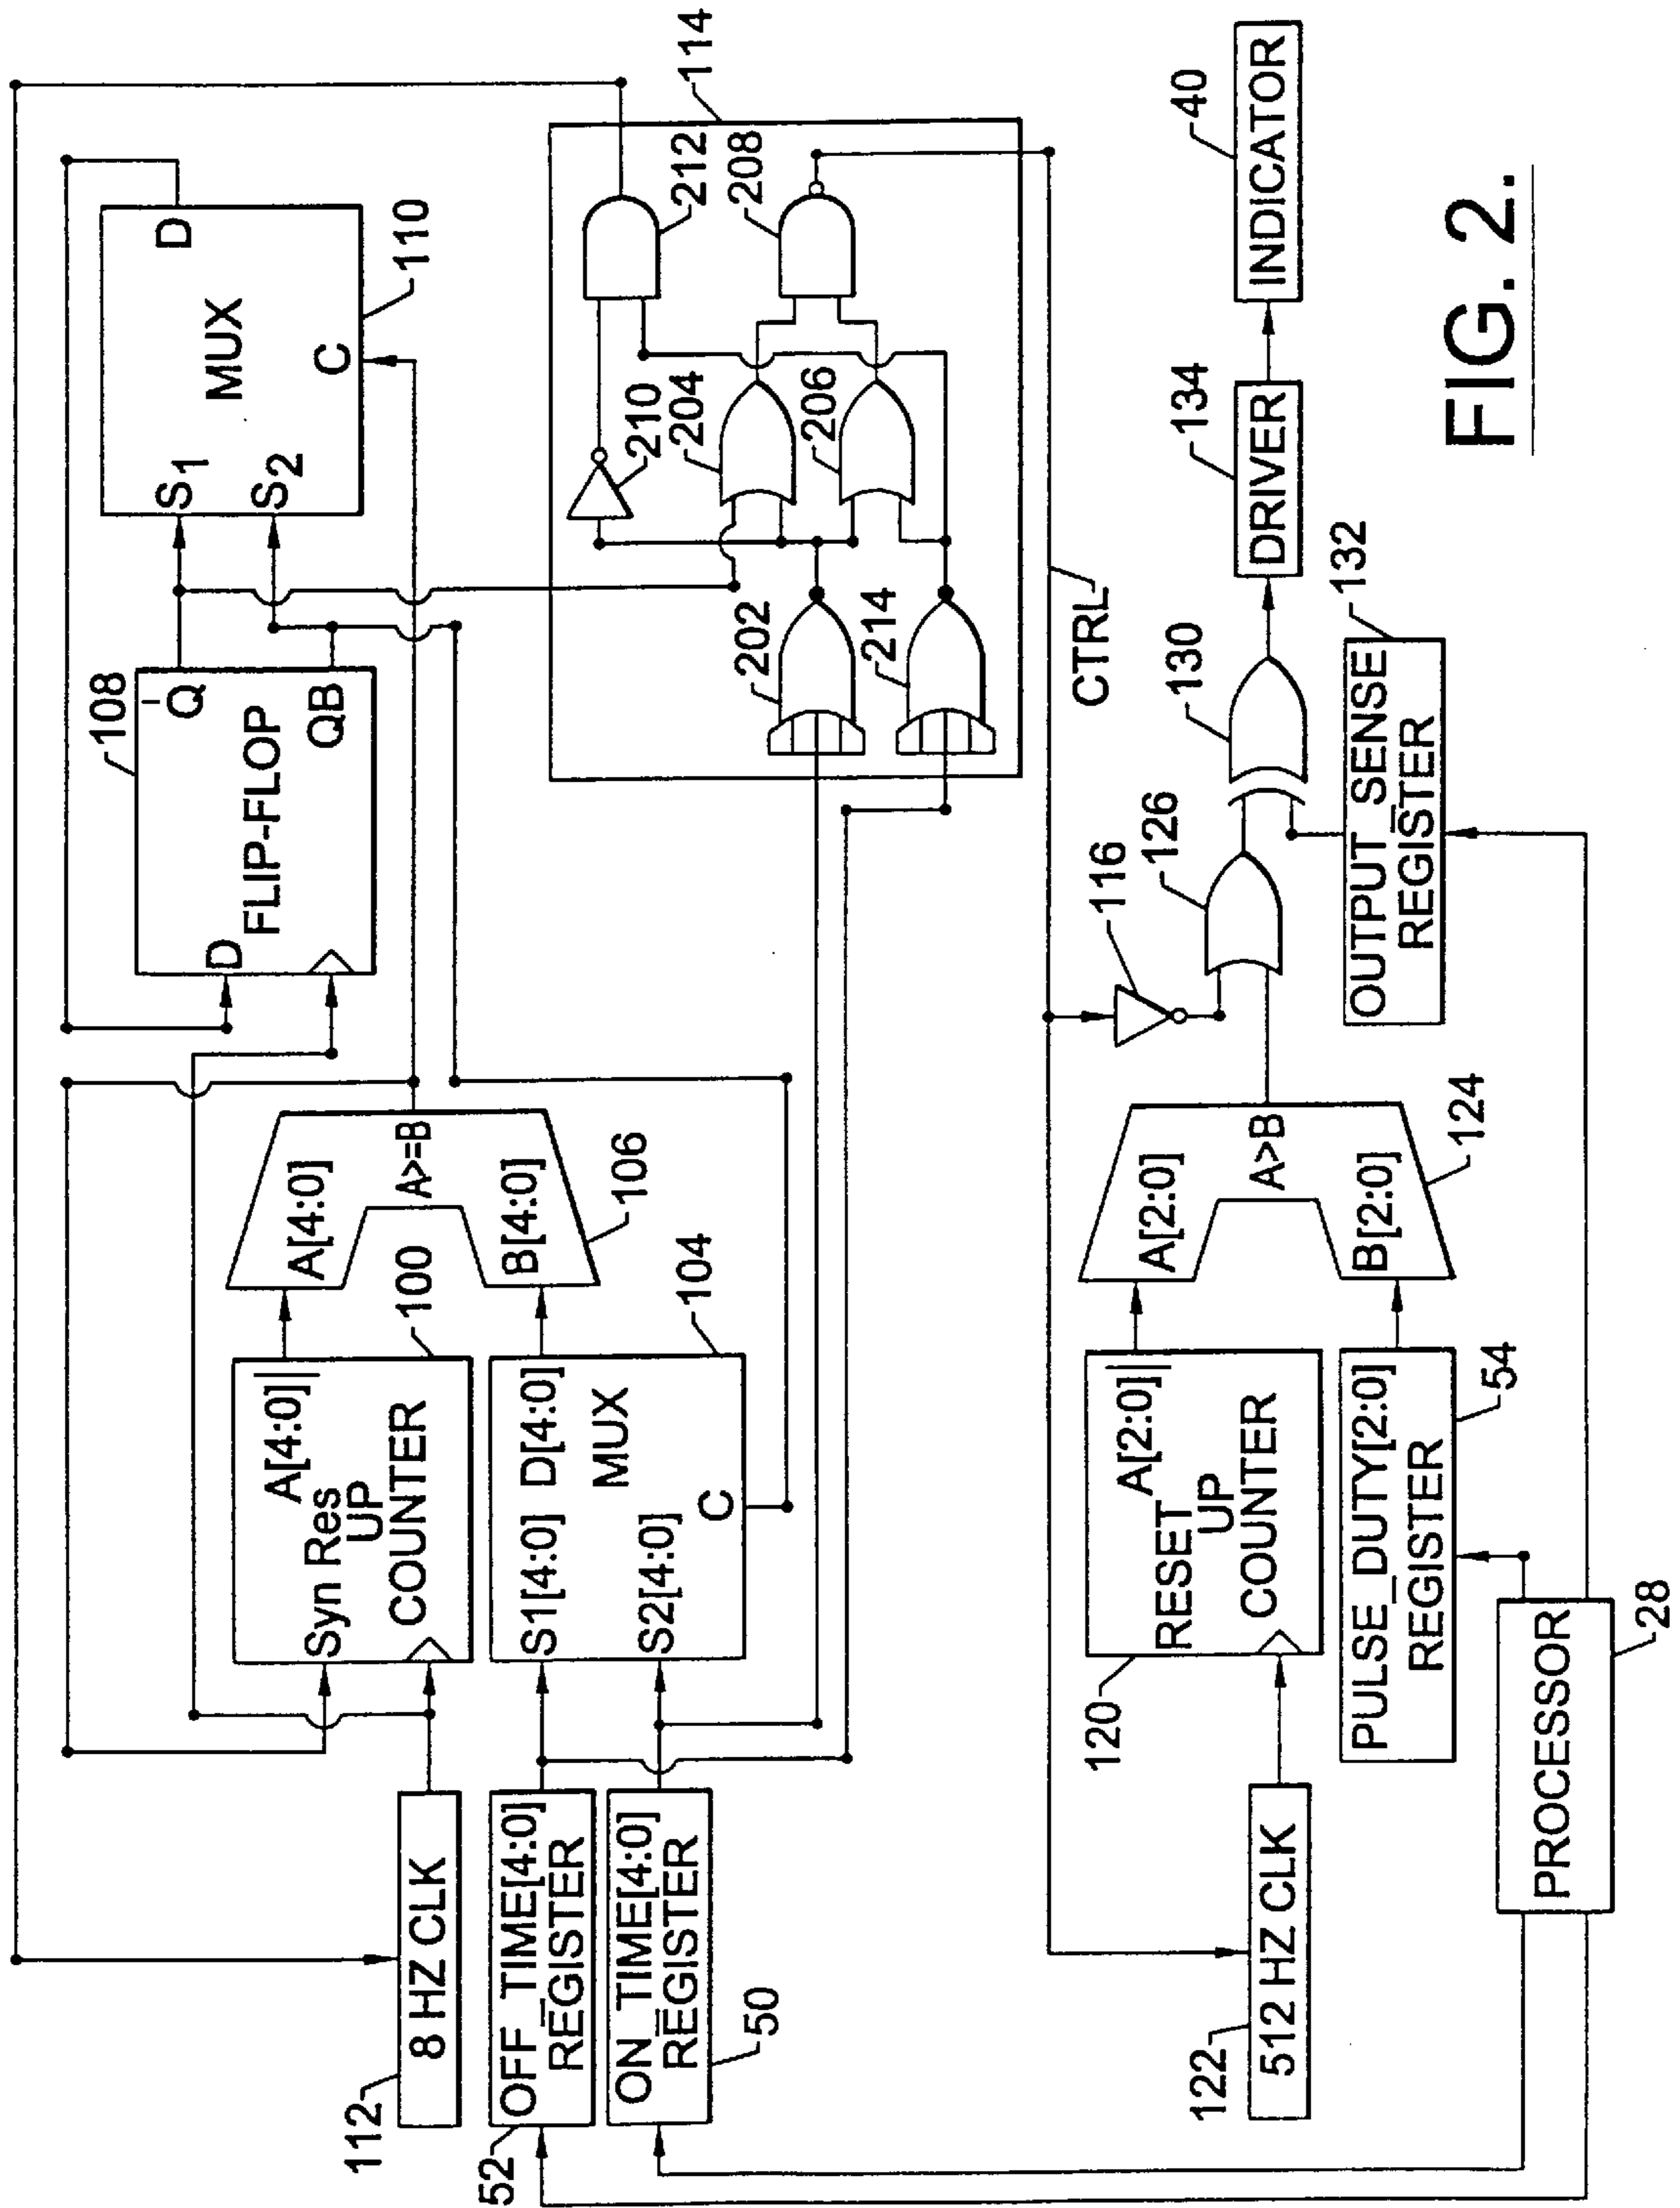 112
8 HZ CLK
52
OFF_TIME[4:0]
REGISTER
ON_TIME[4:0]
REGISTER
50
Syn Res
A[4:0]
UP
COUNTER
100
S1[4:0] D[4:0]
MUX
S2[4:0]
C
104
A[4:0]
A>=B
B[4:0]
106
108
D
Q
FLIP-FLOP
QB
S1
S2
MUX
D
C
110
114
202
214
210
204
206
212
208
CTRL
122
512 HZ CLK
120
RESET
A[2:0]
UP
COUNTER
PULSE_DUTY[2:0]
REGISTER
54
PROCESSOR
28
A[2:0]
A>B
B[2:0]
124
116
126
130
OUTPUT_SENSE
REGISTER
132
DRIVER
134
INDICATOR
40
FIG. 2.